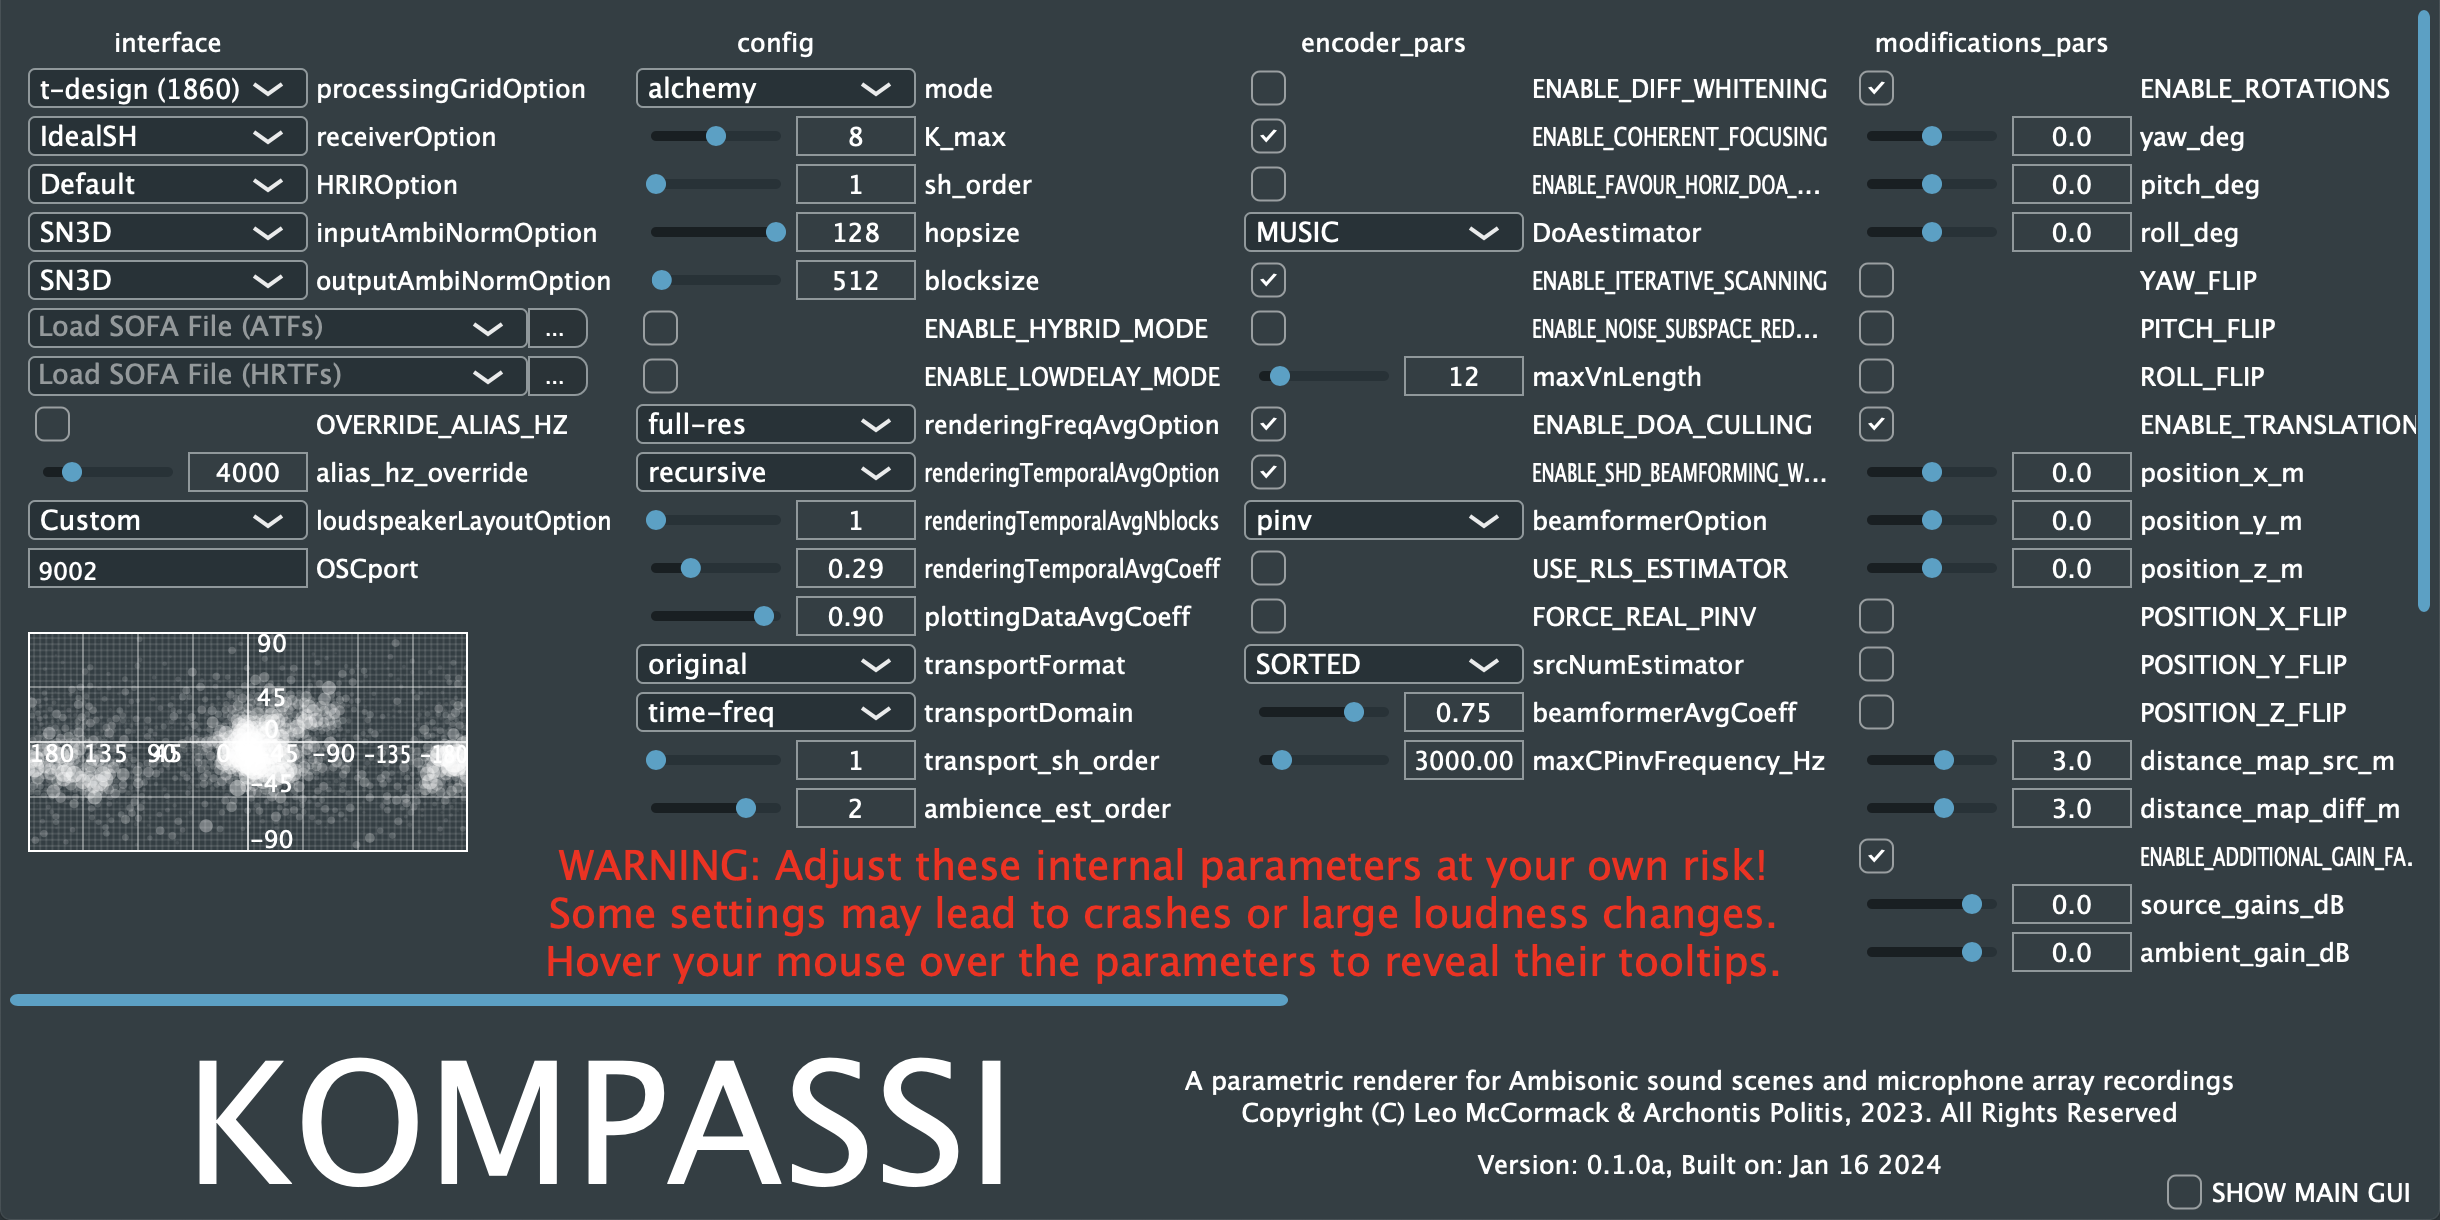 interface
t-design (1860) processingGridOption
IdealSH receiverOption
Default HRIROption
SN3D inputAmbiNormOption
SN3D outputAmbiNormOption
Load SOFA File (ATFs) ...
Load SOFA File (HRTFs) ...
OVERRIDE_ALIAS_HZ
4000 alias_hz_override
Custom loudspeakerLayoutOption
9002 OSCport
90
45
0
180 135 90 45 0 -45 -90 -135 -180
-45
-90
config
alchemy mode
8 K_max
1 sh_order
128 hopsize
512 blocksize
ENABLE_HYBRID_MODE
ENABLE_LOWDELAY_MODE
full-res renderingFreqAvgOption
recursive renderingTemporalAvgOption
1 renderingTemporalAvgNblocks
0.29 renderingTemporalAvgCoeff
0.90 plottingDataAvgCoeff
original transportFormat
time-freq transportDomain
1 transport_sh_order
2 ambience_est_order
encoder_pars
ENABLE_DIFF_WHITENING
ENABLE_COHERENT_FOCUSING
ENABLE_FAVOUR_HORIZ_DOA_...
MUSIC DoAestimator
ENABLE_ITERATIVE_SCANNING
ENABLE_NOISE_SUBSPACE_RED...
12 maxVnLength
ENABLE_DOA_CULLING
ENABLE_SHD_BEAMFORMING_W...
pinv beamformerOption
USE_RLS_ESTIMATOR
FORCE_REAL_PINV
SORTED srcNumEstimator
0.75 beamformerAvgCoeff
3000.00 maxCPinvFrequency_Hz
modifications_pars
ENABLE_ROTATIONS
0.0 yaw_deg
0.0 pitch_deg
0.0 roll_deg
YAW_FLIP
PITCH_FLIP
ROLL_FLIP
ENABLE_TRANSLATION
0.0 position_x_m
0.0 position_y_m
0.0 position_z_m
POSITION_X_FLIP
POSITION_Y_FLIP
POSITION_Z_FLIP
3.0 distance_map_src_m
3.0 distance_map_diff_m
ENABLE_ADDITIONAL_GAIN_FA.
0.0 source_gains_dB
0.0 ambient_gain_dB
WARNING: Adjust these internal parameters at your own risk!
Some settings may lead to crashes or large loudness changes.
Hover your mouse over the parameters to reveal their tooltips.
KOMPASSI
A parametric renderer for Ambisonic sound scenes and microphone array recordings
Copyright (C) Leo McCormack & Archontis Politis, 2023. All Rights Reserved
Version: 0.1.0a, Built on: Jan 16 2024
SHOW MAIN GUI